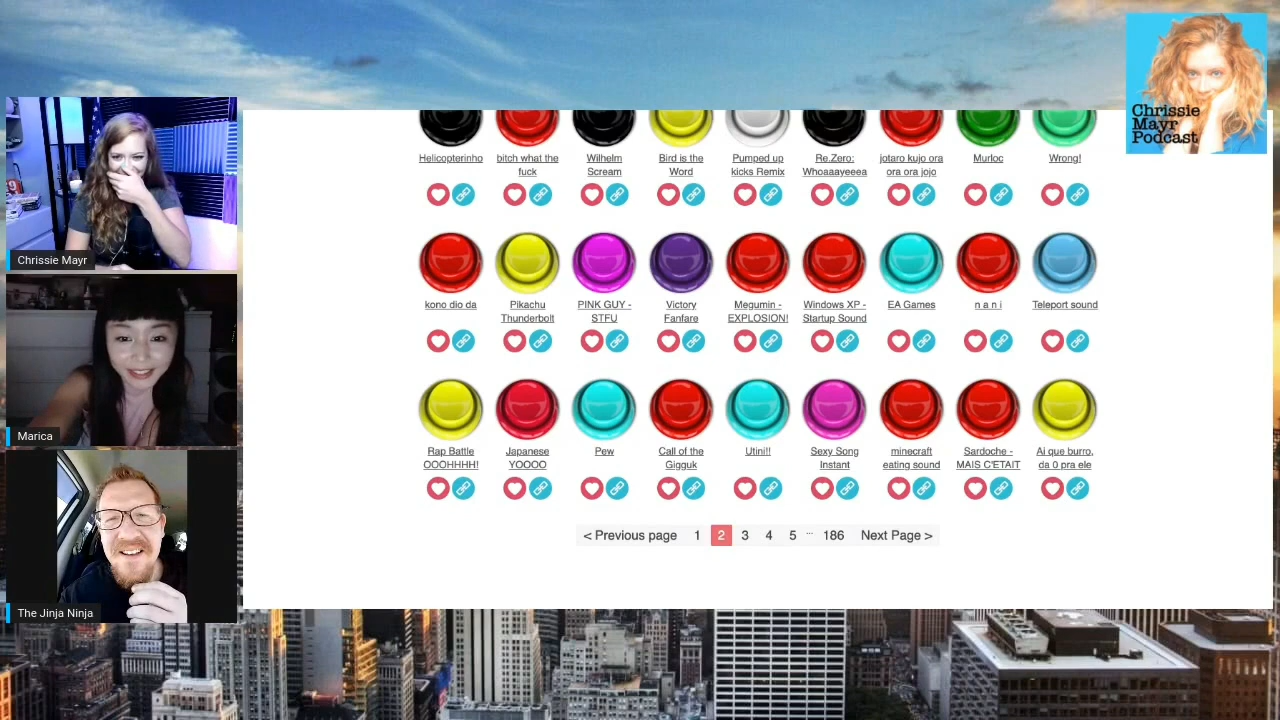 Chrissie
Mayr
Podcast
Chrissie Mayr
Marica
The Jinja Ninja
Helicopterinho
bitch what the
fuck
Wilhelm
Scream
Bird is the
Word
Pumped up
kicks Remix
Re.Zero:
Whoaaayeeea
jotaro kujo ora
ora ora jojo
Murloc
Wrong!
kono dio da
Pikachu
Thunderbolt
PINK GUY -
STFU
Victory
Fanfare
Megumin -
EXPLOSION!
Windows XP -
Startup Sound
EA Games
n a n i
Teleport sound
Rap Battle
OOOHHHH!
Japanese
YOOOO
Pew
Call of the
Gigguk
Utini!!
Sexy Song
Instant
minecraft
eating sound
Sardoche -
MAIS C'ETAIT
Ai que burro,
da 0 pra ele
< Previous page 1 2 3 4 5 ... 186 Next Page >